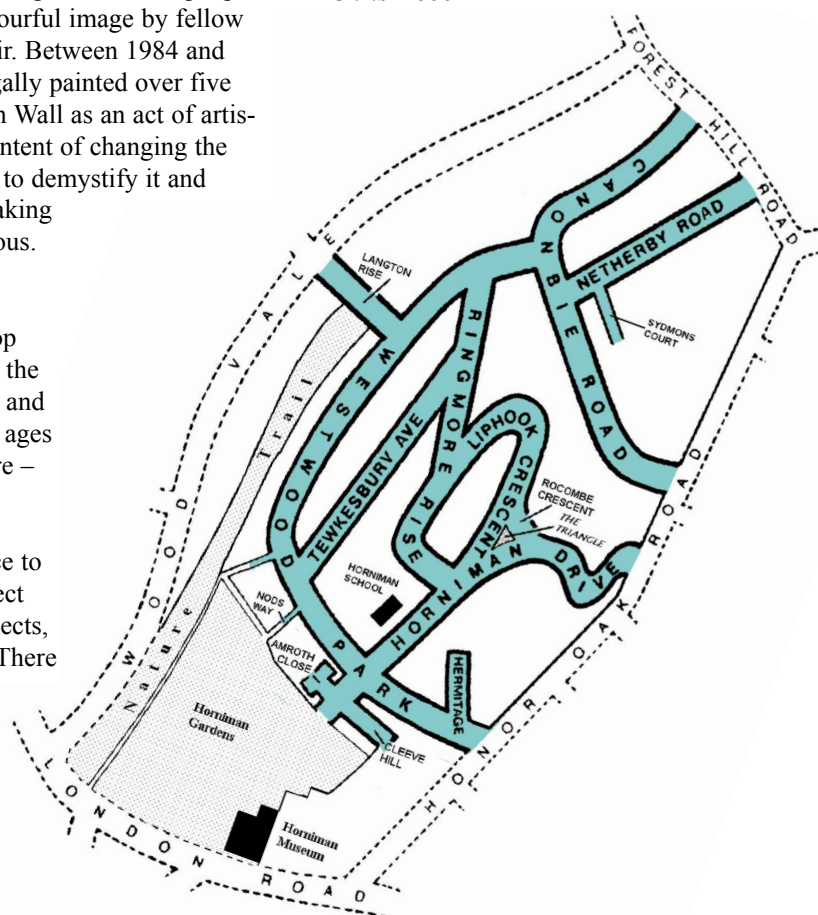 ourful image by fellow
ir. Between 1984 and
gally painted over five
n Wall as an act of artis-
ntent of changing the
to demystify it and
aking
ous.
op
the
and
ages
re –
ce to
ect
ects,
There
FOREST HILL ROAD
CANONBIE ROAD
NETHERBY ROAD
SYDMONS
COURT
LANGTON
RISE
WOOD VALE
Nature Trail
WESTWOOD PARK
RINGMORE RISE
TEWKESBURY AVE
LIPHOOK CRESCENT
ROCOMBE
CRESCENT
THE
TRIANGLE
HORNIMAN DRIVE
HORNIMAN
SCHOOL
NODS
WAY
AMROTH
CLOSE
HERMITAGE
CLEEVE
HILL
HONOR OAK ROAD
Horniman
Gardens
Horniman
Museum
LONDON ROAD